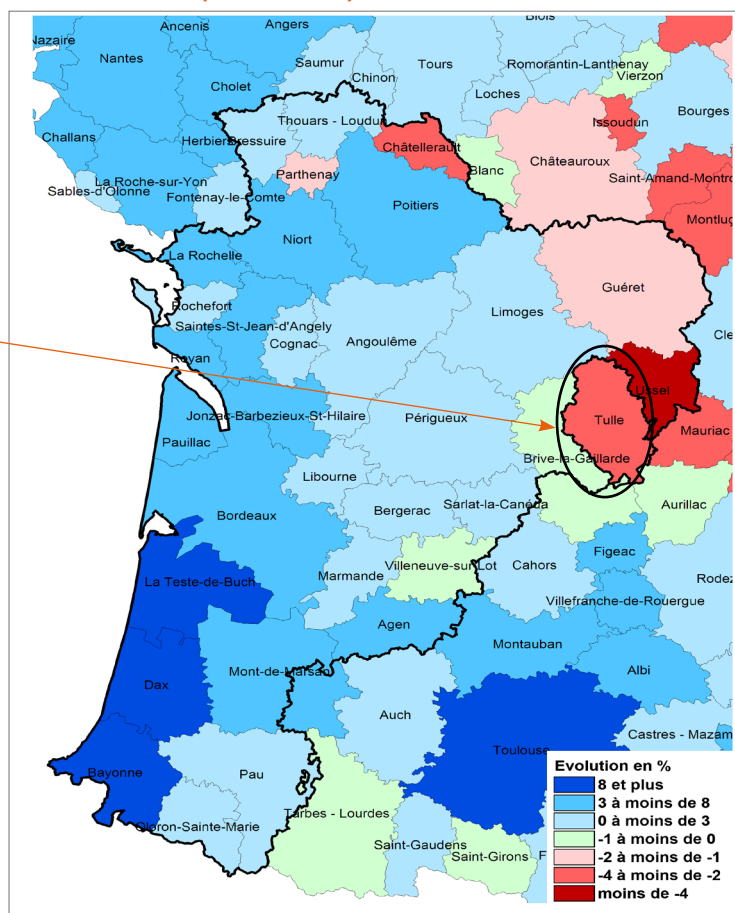 Blois
Ancenis
Angers
Nazaire
Nantes
Saumur
Tours
Romorantin-Lanthenay
Vierzon
Cholet
Chinon
Loches
Bourges
Issoudun
Thouars - Loudun
Challans
Herbiers
Bressuire
Châtellerault
Châteauroux
Blanc
Parthenay
Saint-Amand-Montro
La Roche-sur-Yon
Sables-d'Olonne
Fontenay-le-Comte
Poitiers
Montluç
Niort
La Rochelle
Guéret
Rochefort
Limoges
Saintes-St-Jean-d'Angely
Cle
Cognac
Angoulême
Royan
Ussel
Jonzac-Barbezieux-St-Hilaire
Périgueux
Tulle
Mauriac
Pauillac
Brive-la-Gaillarde
Libourne
Sarlat-la-Canéda
Aurillac
Bergerac
Bordeaux
Figeac
Villeneuve-sur-Lot
Cahors
Marmande
La Teste-de-Buch
Rodez
Villefranche-de-Rouergue
Agen
Montauban
Mont-de-Marsan
Albi
Dax
Auch
Castres - Mazam
Toulouse
Bayonne
Pau
Tarbes - Lourdes
Oloron-Sainte-Marie
Saint-Gaudens
Saint-Girons
F
Evolution en %
8 et plus
3 à moins de 8
0 à moins de 3
-1 à moins de 0
-2 à moins de -1
-4 à moins de -2
moins de -4